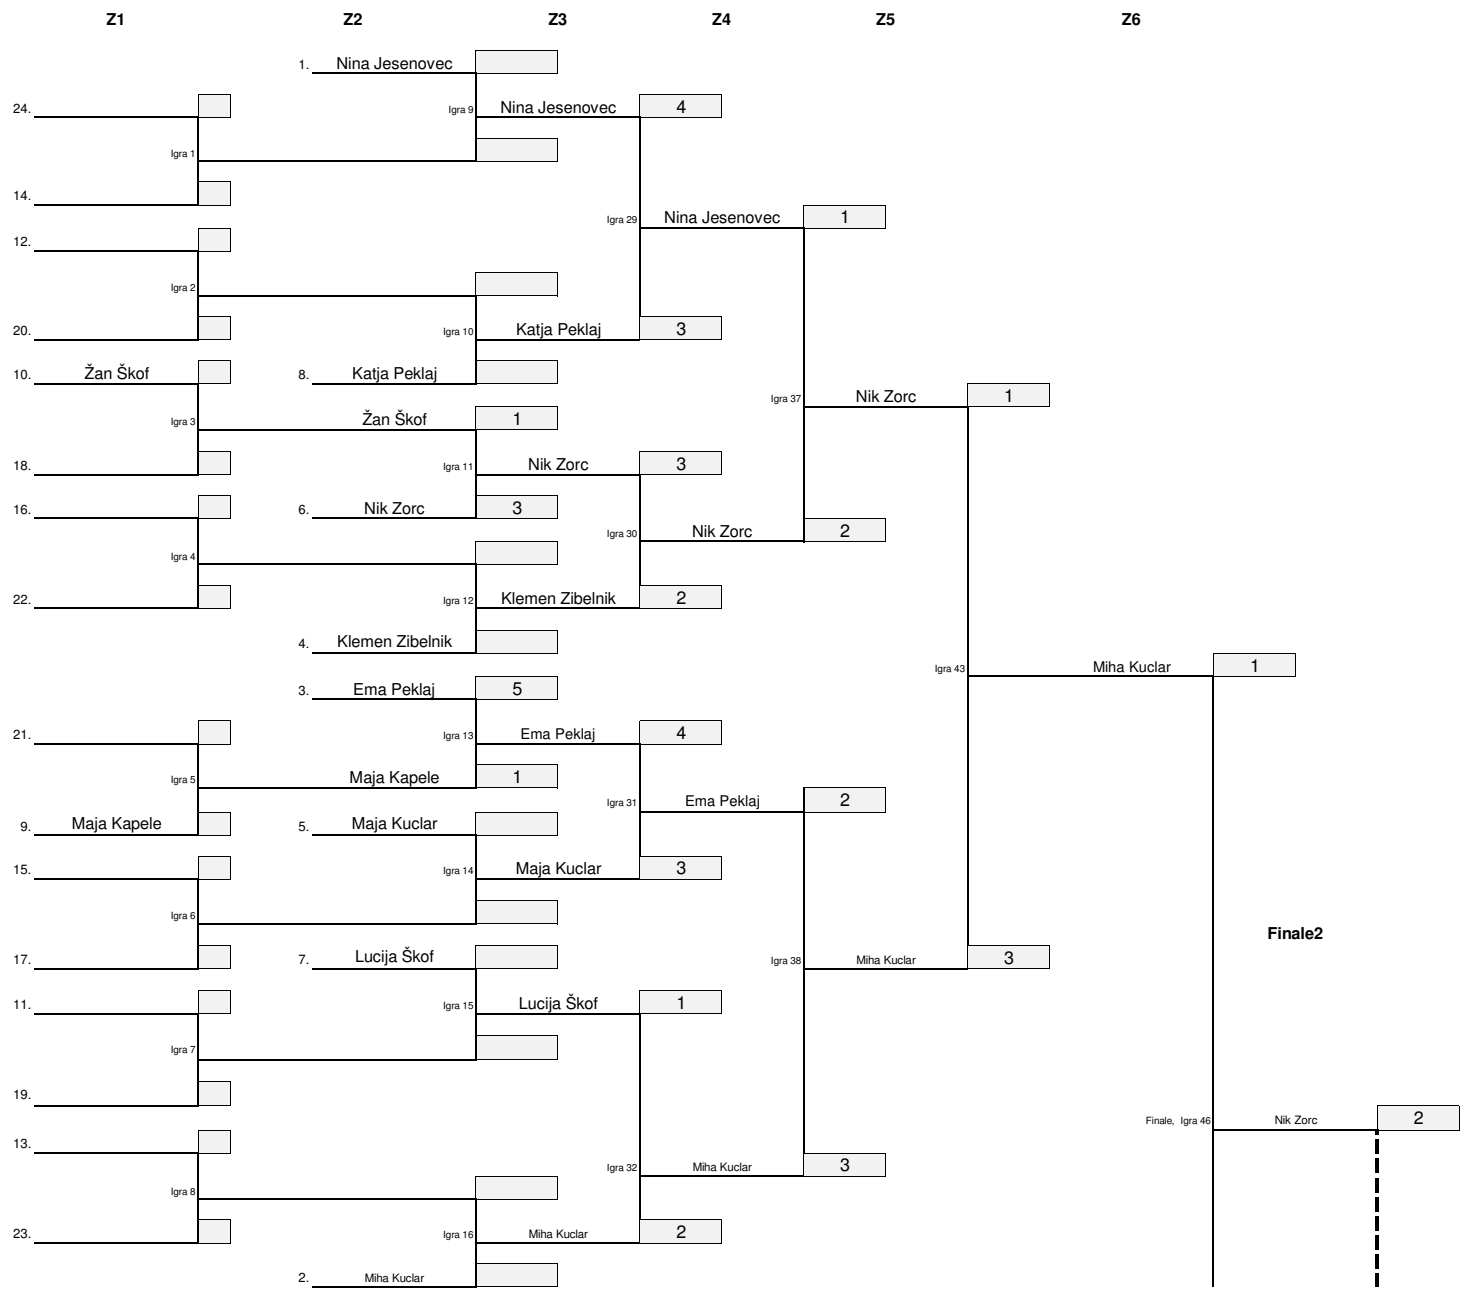 Z1 Z2 Z3 Z4 Z5 Z6
1. Nina Jesenovec
24. Igra 9 Nina Jesenovec 4
Igra 1
14.
Igra 29 Nina Jesenovec 1
12.
Igra 2
20. Igra 10 Katja Peklaj 3
10. Žan Škof 8. Katja Peklaj
Igra 37 Nik Zorc 1
Igra 3 Žan Škof 1
18. Igra 11 Nik Zorc 3
16. 6. Nik Zorc 3
Igra 30 Nik Zorc 2
Igra 4
22. Igra 12 Klemen Zibelnik 2
4. Klemen Zibelnik
Igra 43 Miha Kuclar 1
3. Ema Peklaj 5
21. Igra 13 Ema Peklaj 4
Igra 5 Maja Kapele 1
Igra 31 Ema Peklaj 2
9. Maja Kapele 5. Maja Kuclar
15. Igra 14 Maja Kuclar 3
Igra 6
Finale2
17. 7. Lucija Škof Igra 38 Miha Kuclar 3
11. Igra 15 Lucija Škof 1
Igra 7
19.
Finale, Igra 46 Nik Zorc 2
13.
Igra 32 Miha Kuclar 3
Igra 8
23. Igra 16 Miha Kuclar 2
2. Miha Kuclar